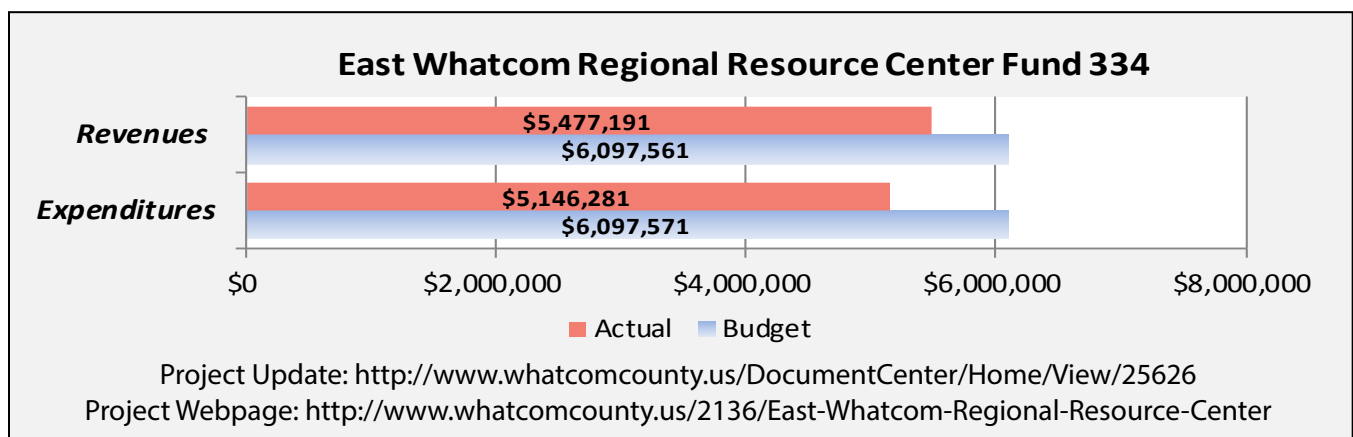 East Whatcom Regional Resource Center Fund 334
Revenues
$5,477,191
$6,097,561
Expenditures
$5,146,281
$6,097,571
$0 $2,000,000 $4,000,000 $6,000,000 $8,000,000
Actual Budget
Project Update: http://www.whatcomcounty.us/DocumentCenter/Home/View/25626
Project Webpage: http://www.whatcomcounty.us/2136/East-Whatcom-Regional-Resource-Center